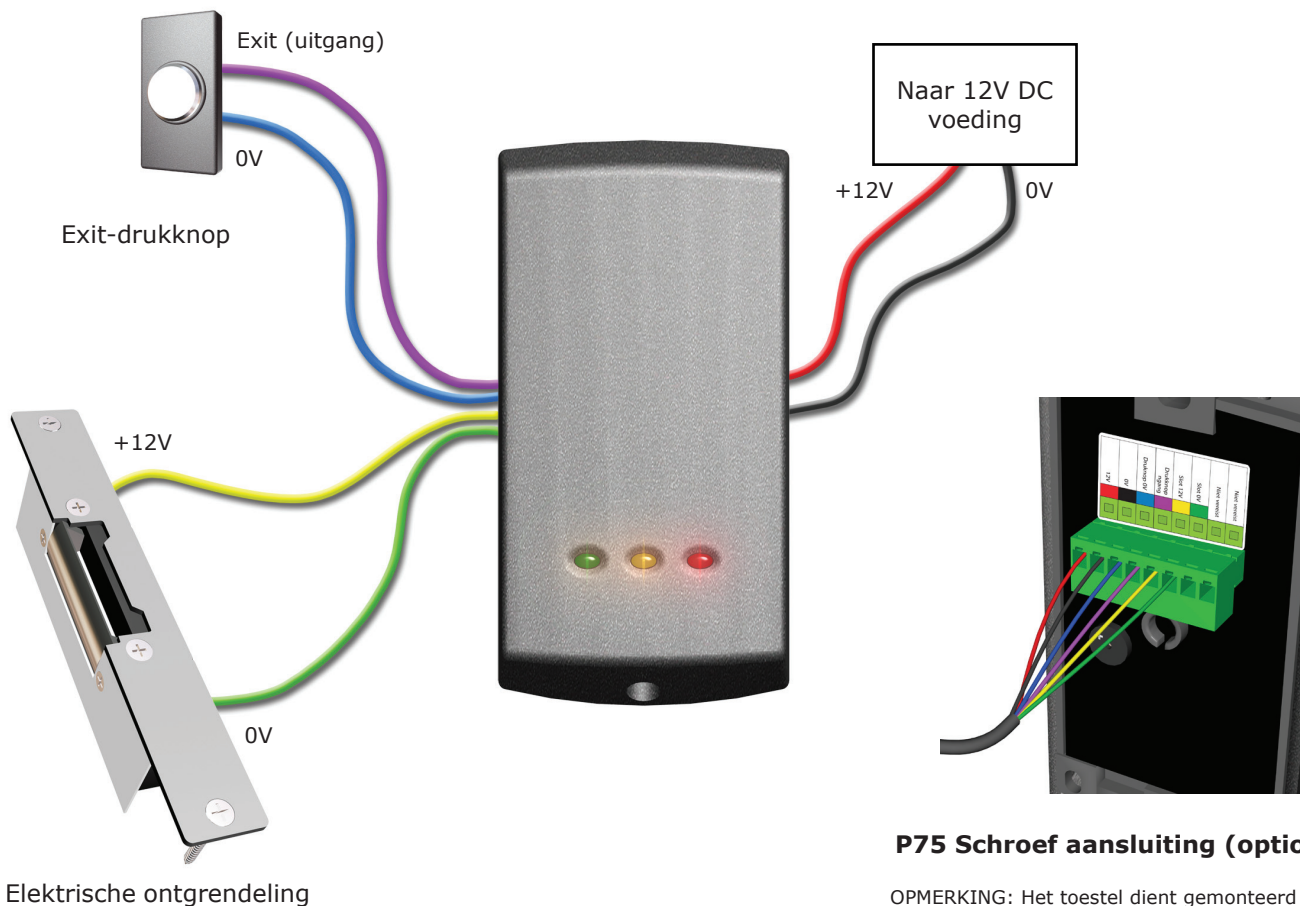 Exit (uitgang)
0V
Exit-drukknop
Naar 12V DC
voeding
+12V
0V
+12V
0V
Elektrische ontgrendeling
12V
0V
Drukknop 0V
Drukknop
ngang
Slot 12V
Slot 0V
Niet vereist
Niet vereist
P75 Schroef aansluiting (optio
OPMERKING: Het toestel dient gemonteerd